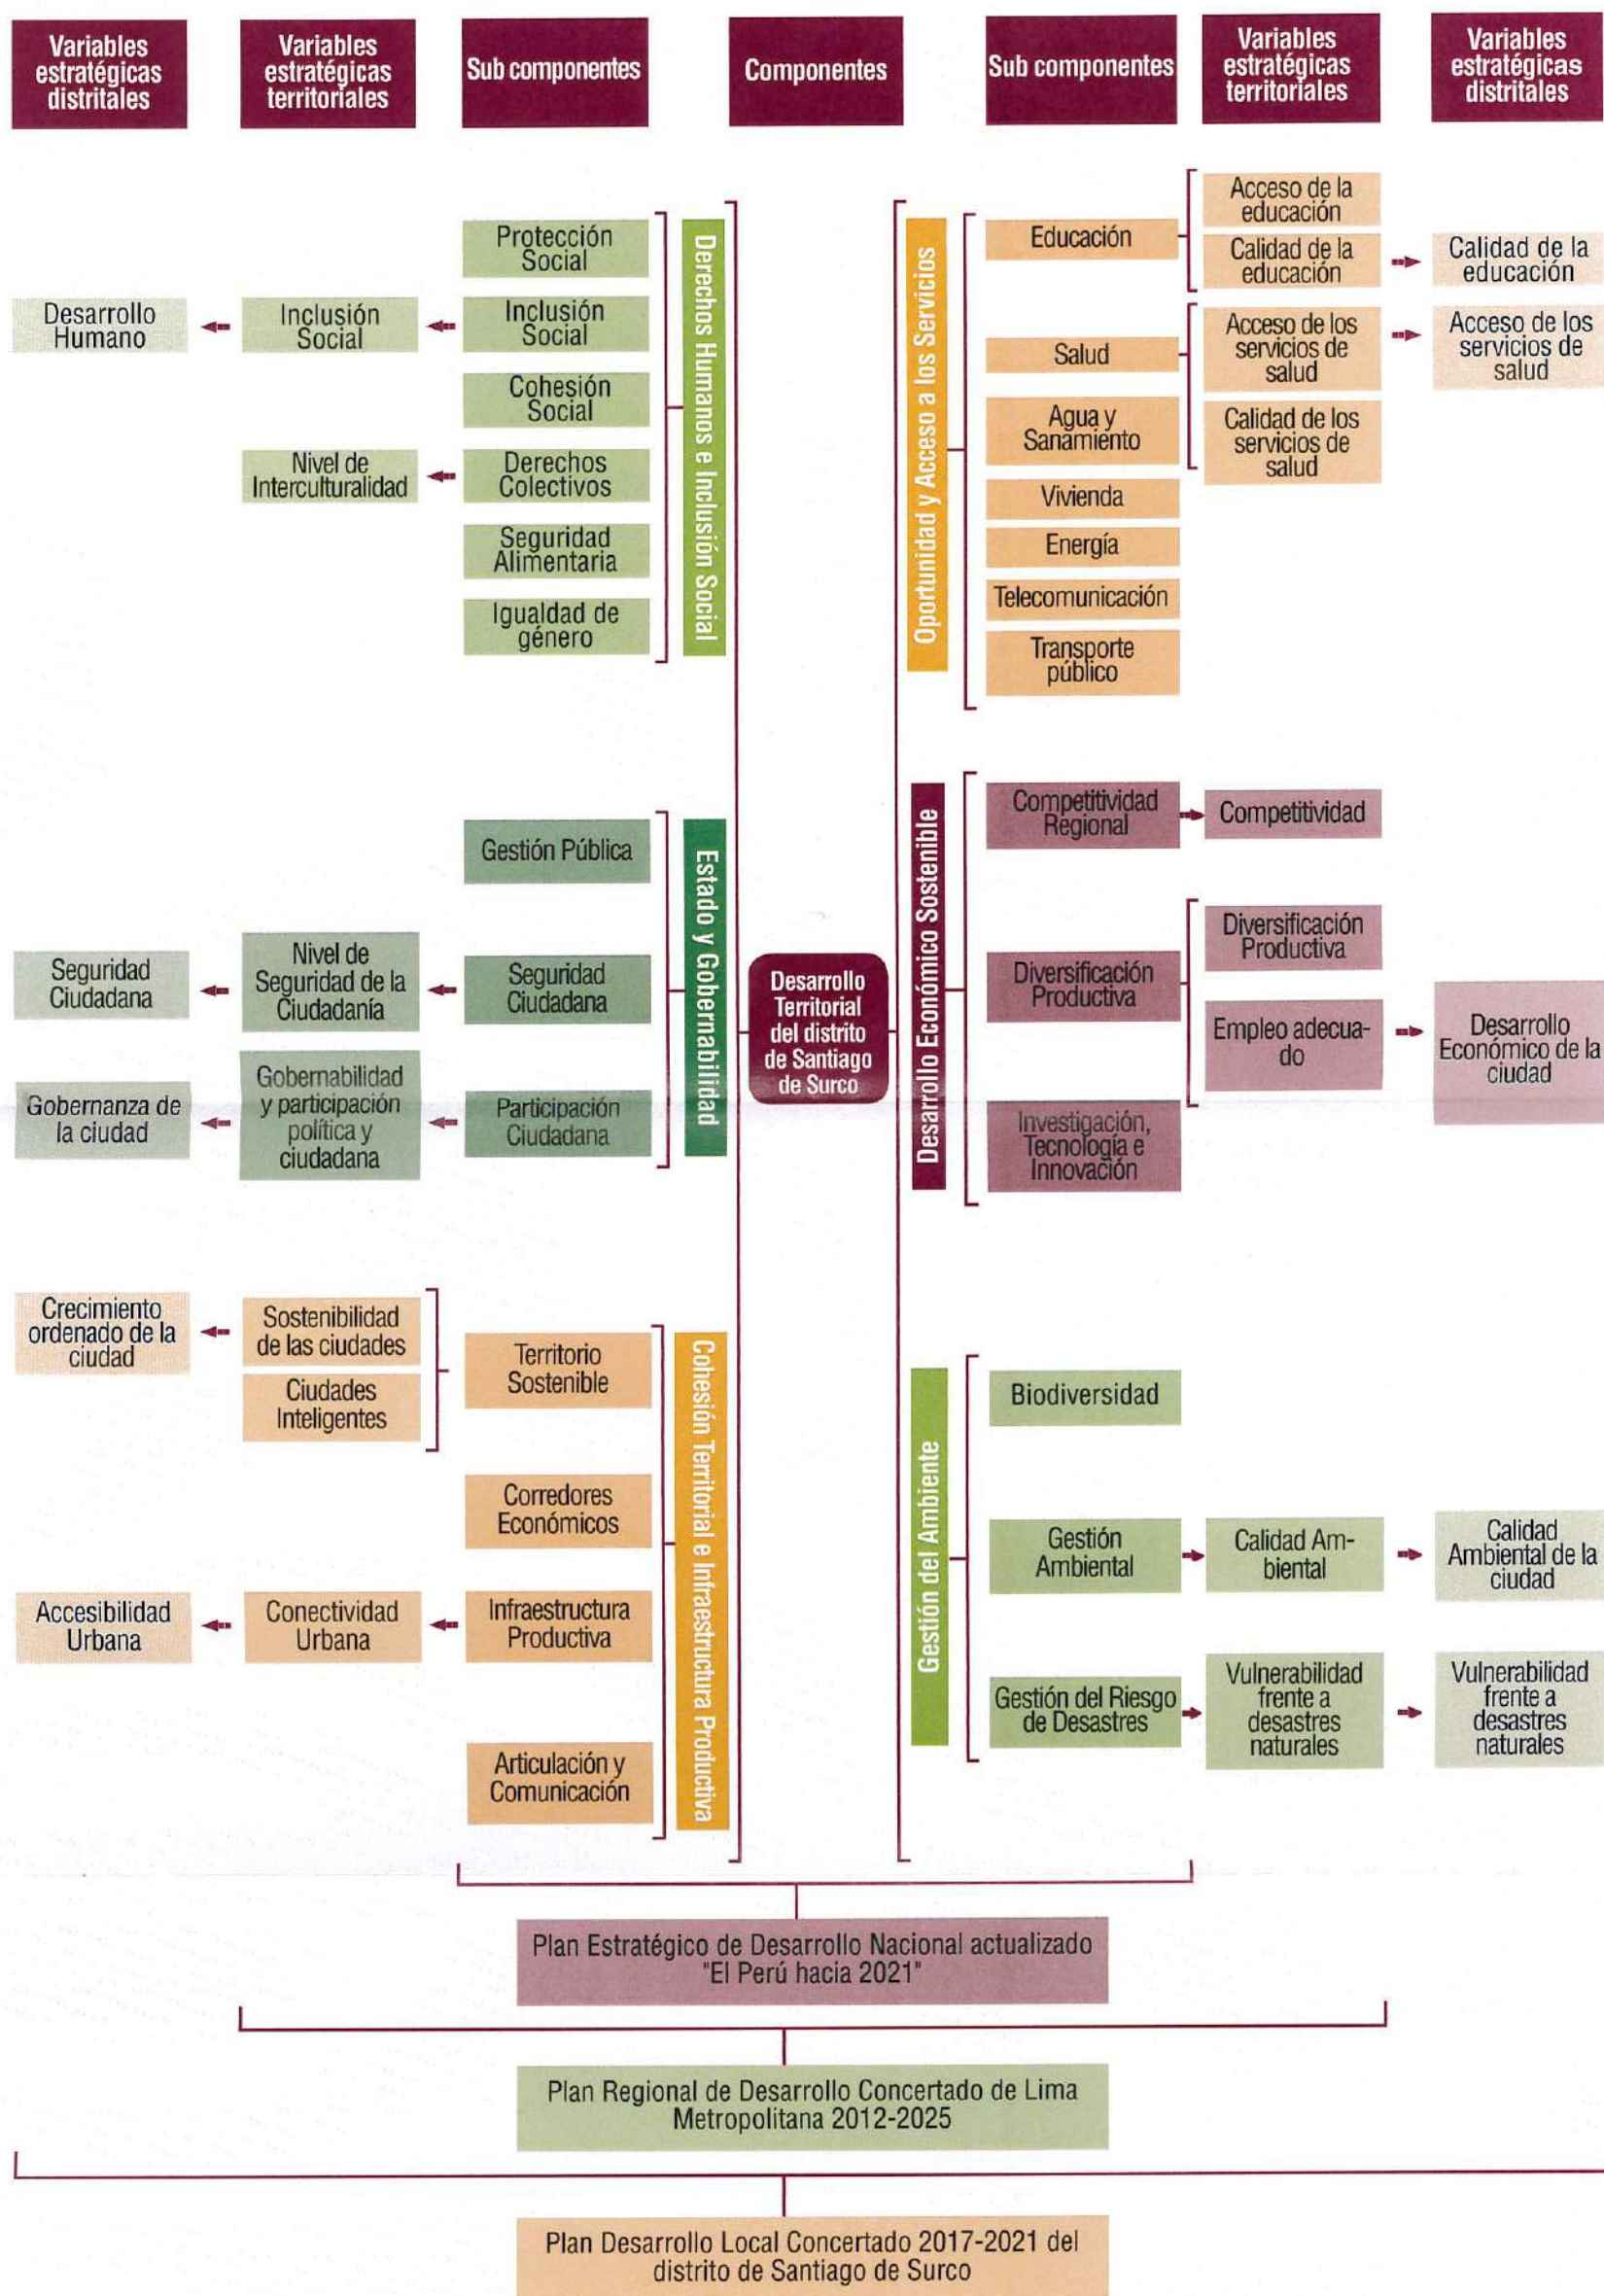 Variables
estratégicas
distritales
Variables
estratégicas
territoriales
Sub componentes
Componentes
Sub componentes
Variables
estratégicas
territoriales
Variables
estratégicas
distritales
Derechos Humanos e Inclusión Social
Protección
Social
Inclusión
Social
Cohesión
Social
Derechos
Colectivos
Seguridad
Alimentaria
Igualdad de
género
Inclusión
Social
Nivel de
Interculturalidad
Desarrollo
Humano
Estado y Gobernabilidad
Gestión Pública
Seguridad
Ciudadana
Participación
Ciudadana
Nivel de
Seguridad de la
Ciudadanía
Gobernabilidad
y participación
política y
ciudadana
Seguridad
Ciudadana
Gobernanza de
la ciudad
Cohesión Territorial e Infraestructura Productiva
Territorio
Sostenible
Corredores
Económicos
Infraestructura
Productiva
Articulación y
Comunicación
Sostenibilidad
de las ciudades
Ciudades
Inteligentes
Conectividad
Urbana
Crecimiento
ordenado de la
ciudad
Accesibilidad
Urbana
Desarrollo
Territorial
del distrito
de Santiago
de Surco
Oportunidad y Acceso a los Servicios
Educación
Salud
Agua y
Sanamiento
Vivienda
Energía
Telecomunicación
Transporte
público
Acceso de la
educación
Calidad de la
educación
Acceso de los
servicios de
salud
Calidad de los
servicios de
salud
Calidad de la
educación
Acceso de los
servicios de
salud
Desarrollo Económico Sostenible
Competitividad
Regional
Diversificación
Productiva
Investigación,
Tecnología e
Innovación
Competitividad
Diversificación
Productiva
Empleo adecua-
do
Desarrollo
Económico de la
ciudad
Gestión del Ambiente
Biodiversidad
Gestión
Ambiental
Gestión del Riesgo
de Desastres
Calidad Am-
biental
Vulnerabilidad
frente a
desastres
naturales
Calidad
Ambiental de la
ciudad
Vulnerabilidad
frente a
desastres
naturales
Plan Estratégico de Desarrollo Nacional actualizado
"El Perú hacia 2021"
Plan Regional de Desarrollo Concertado de Lima
Metropolitana 2012-2025
Plan Desarrollo Local Concertado 2017-2021 del
distrito de Santiago de Surco